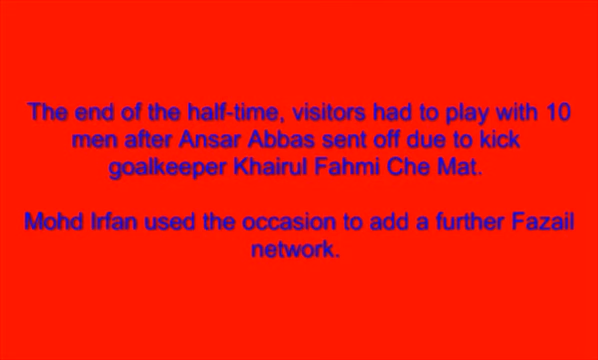 The end of the half-time, visitors had to play with 10
men after Ansar Abbas sent off due to kick
goalkeeper Khairul Fahmi Che Mat.
Mohd Irfan used the occasion to add a further Fazail
network.